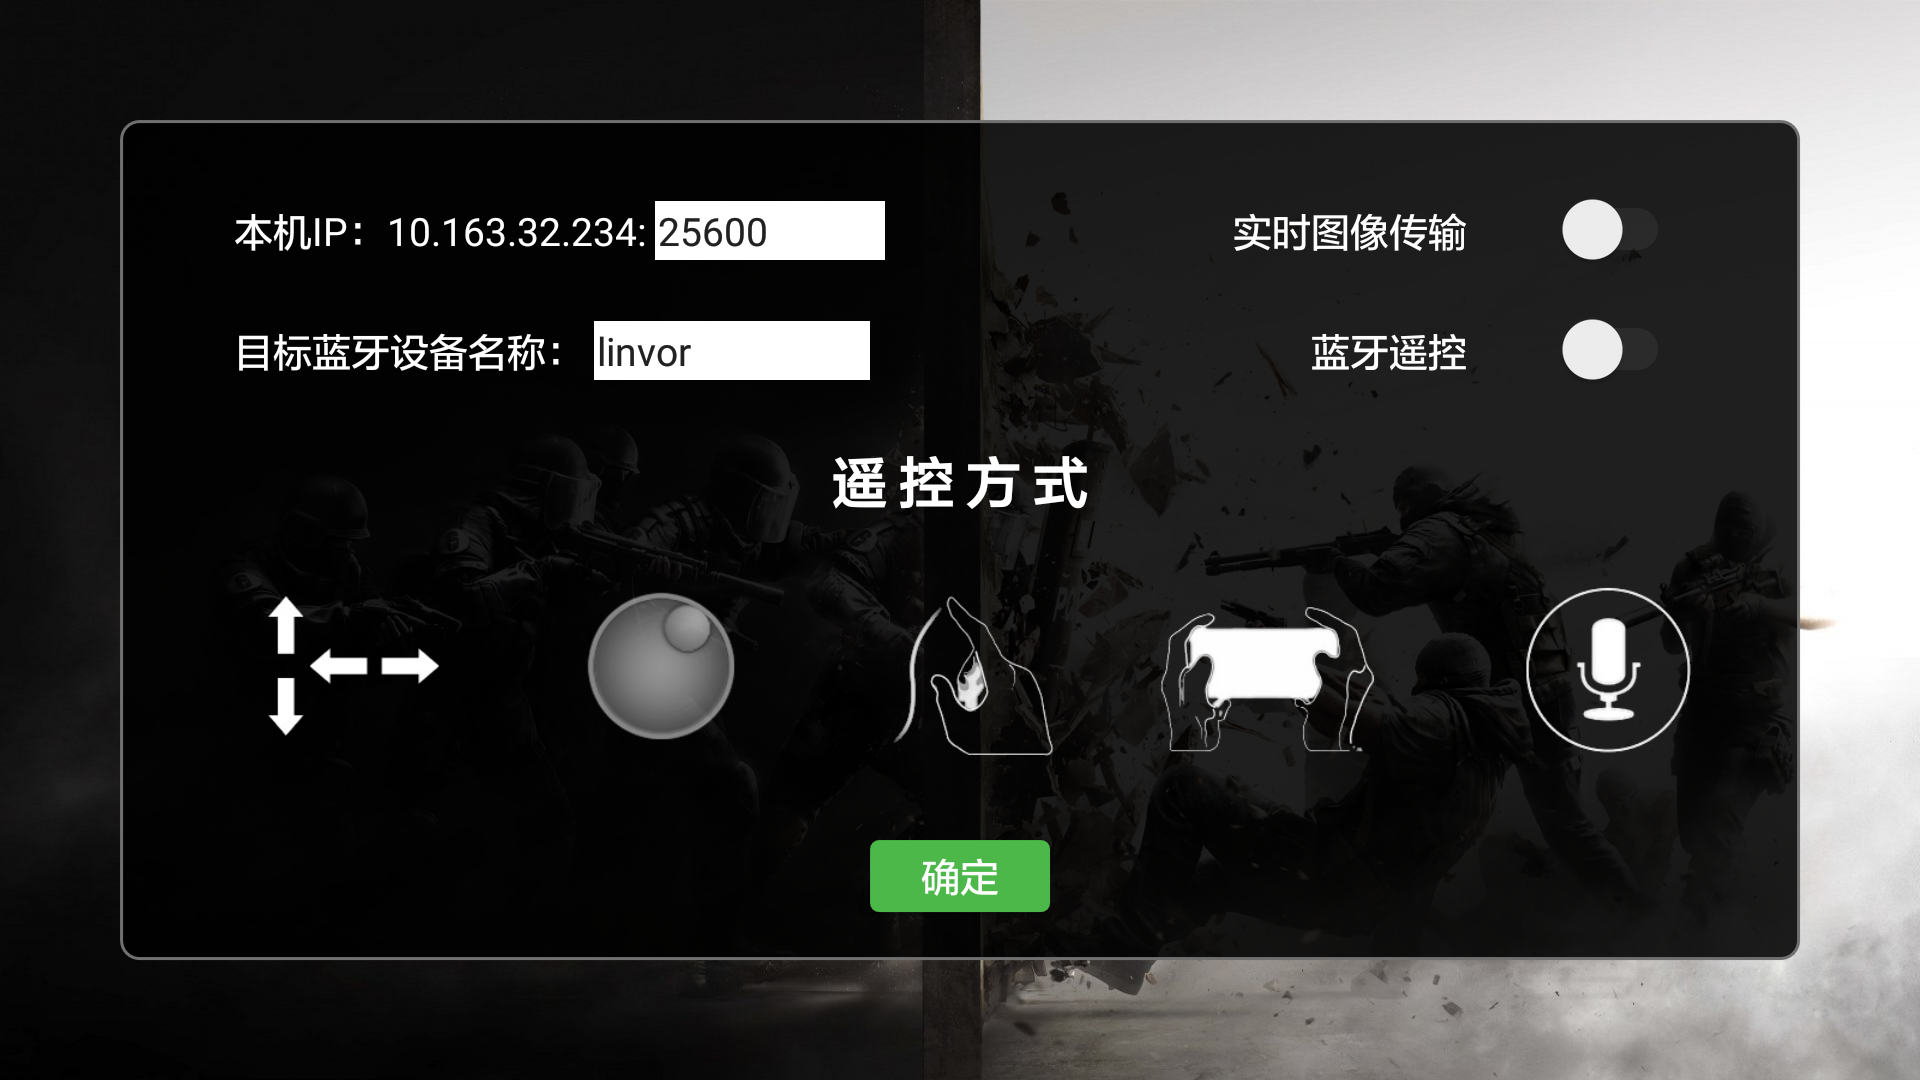 本机IP：10.163.32.234: 25600
实时图像传输
目标蓝牙设备名称： linvor
蓝牙遥控
遥控方式
确定